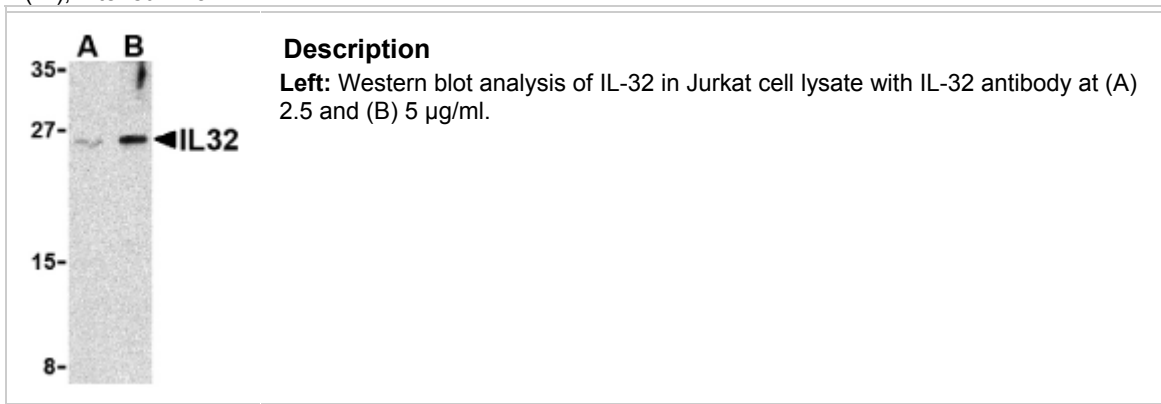 A B
35-
27-
IL32
15-
8-
Description
Left: Western blot analysis of IL-32 in Jurkat cell lysate with IL-32 antibody at (A)
2.5 and (B) 5 µg/ml.